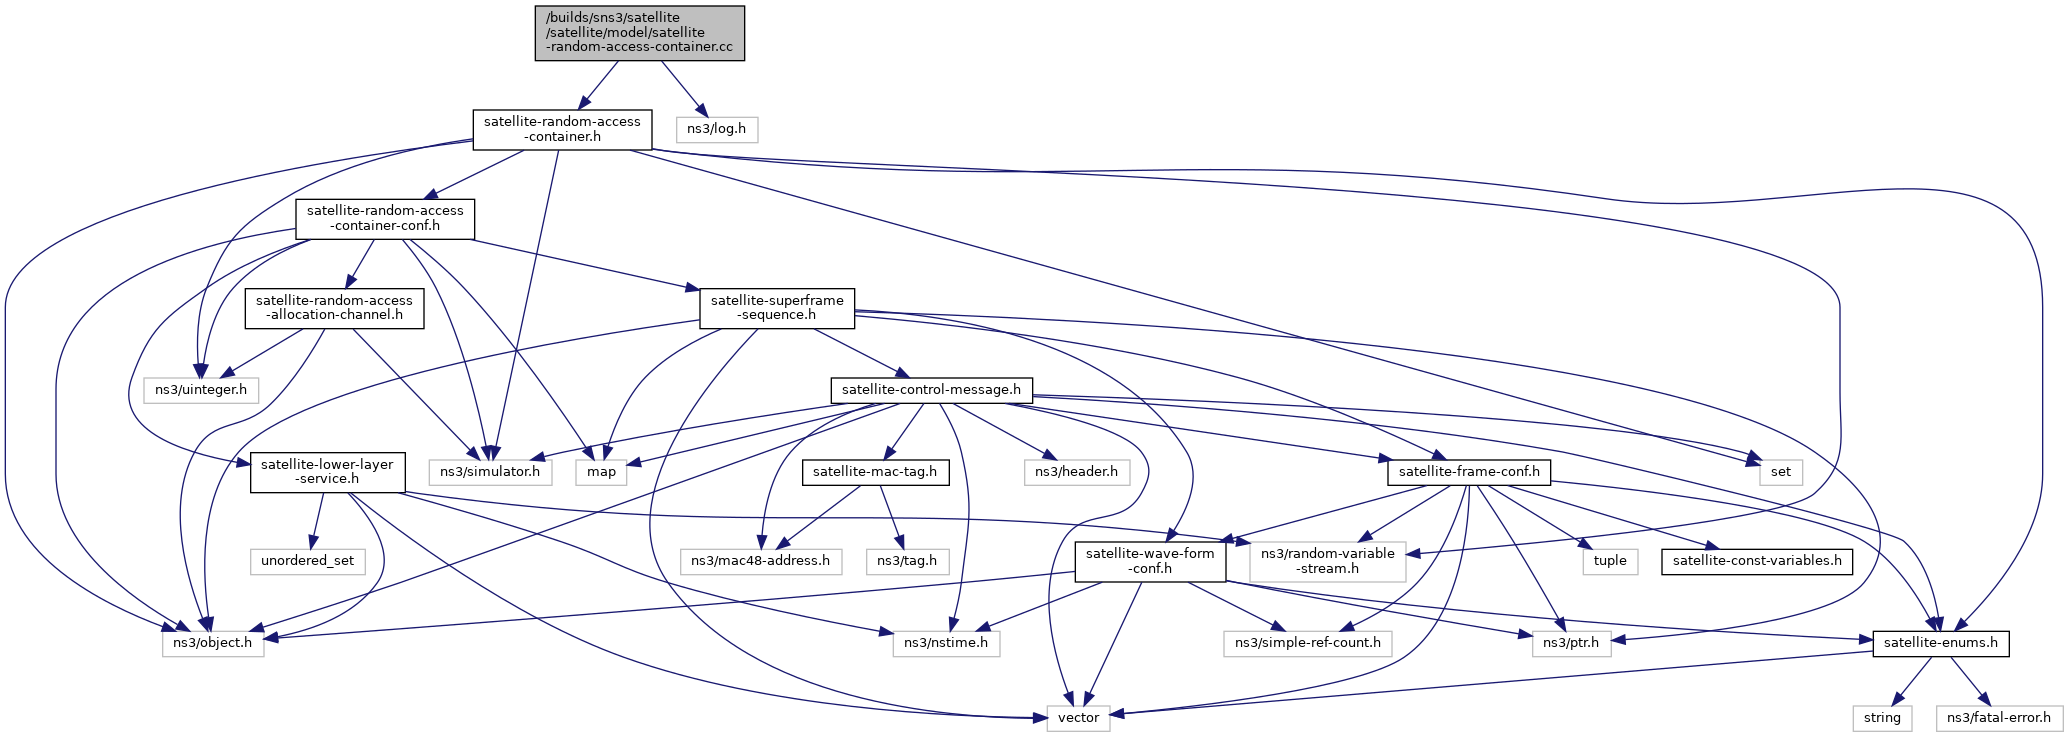 /builds/sns3/satellite
/satellite/model/satellite
-random-access-container.cc
satellite-random-access
-container.h
ns3/log.h
satellite-random-access
-container-conf.h
satellite-random-access
-allocation-channel.h
satellite-superframe
-sequence.h
ns3/uinteger.h
satellite-control-message.h
satellite-lower-layer
-service.h
ns3/simulator.h
map
satellite-mac-tag.h
ns3/header.h
satellite-frame-conf.h
set
unordered_set
ns3/mac48-address.h
ns3/tag.h
satellite-wave-form
-conf.h
ns3/random-variable
-stream.h
tuple
satellite-const-variables.h
ns3/object.h
ns3/nstime.h
ns3/simple-ref-count.h
ns3/ptr.h
satellite-enums.h
vector
string
ns3/fatal-error.h